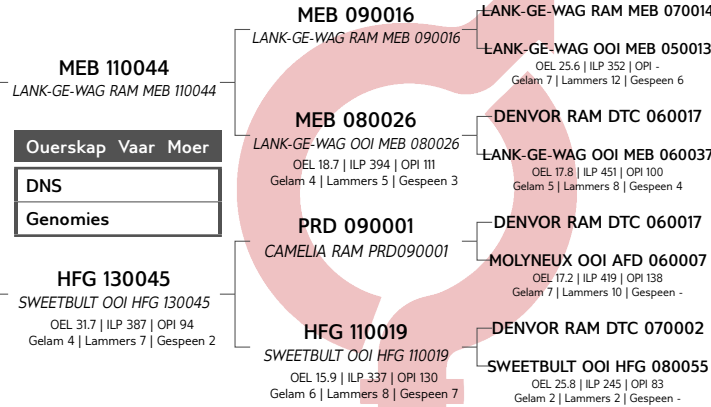 MEB 110044
LANK-GE-WAG RAM MEB 110044
Ouerskap Vaar Moer
DNS
Genomies
HFG 130045
SWEETBULT OOI HFG 130045
OEL 31.7 | ILP 387 | OPI 94
Gelam 4 | Lammers 7 | Gespeen 2
MEB 090016
LANK-GE-WAG RAM MEB 090016
MEB 080026
LANK-GE-WAG OOI MEB 080026
OEL 18.7 | ILP 394 | OPI 111
Gelam 4 | Lammers 5 | Gespeen 3
PRD 090001
CAMELIA RAM PRD090001
HFG 110019
SWEETBULT OOI HFG 110019
OEL 15.9 | ILP 337 | OPI 130
Gelam 6 | Lammers 8 | Gespeen 7
LANK-GE-WAG RAM MEB 070014
LANK-GE-WAG OOI MEB 050013
OEL 25.6 | ILP 352 | OPI -
Gelam 7 | Lammers 12 | Gespeen 6
DENVOR RAM DTC 060017
LANK-GE-WAG OOI MEB 060037
OEL 17.8 | ILP 451 | OPI 100
Gelam 5 | Lammers 8 | Gespeen 4
DENVOR RAM DTC 060017
MOLYNEUX OOI AFD 060007
OEL 17.2 | ILP 419 | OPI 138
Gelam 7 | Lammers 10 | Gespeen -
DENVOR RAM DTC 070002
SWEETBULT OOI HFG 080055
OEL 25.8 | ILP 245 | OPI 83
Gelam 2 | Lammers 2 | Gespeen -